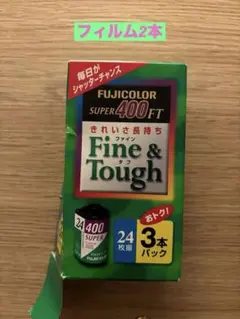 フィルム2本
毎日が
シャッターチャンス
FUJICOLOR
SUPER 400 FT
きれいさ長持ち
ファイン
Fine &
タフ
Tough
おトク!
24
枚撮
3本
パック
24
400
SUPER